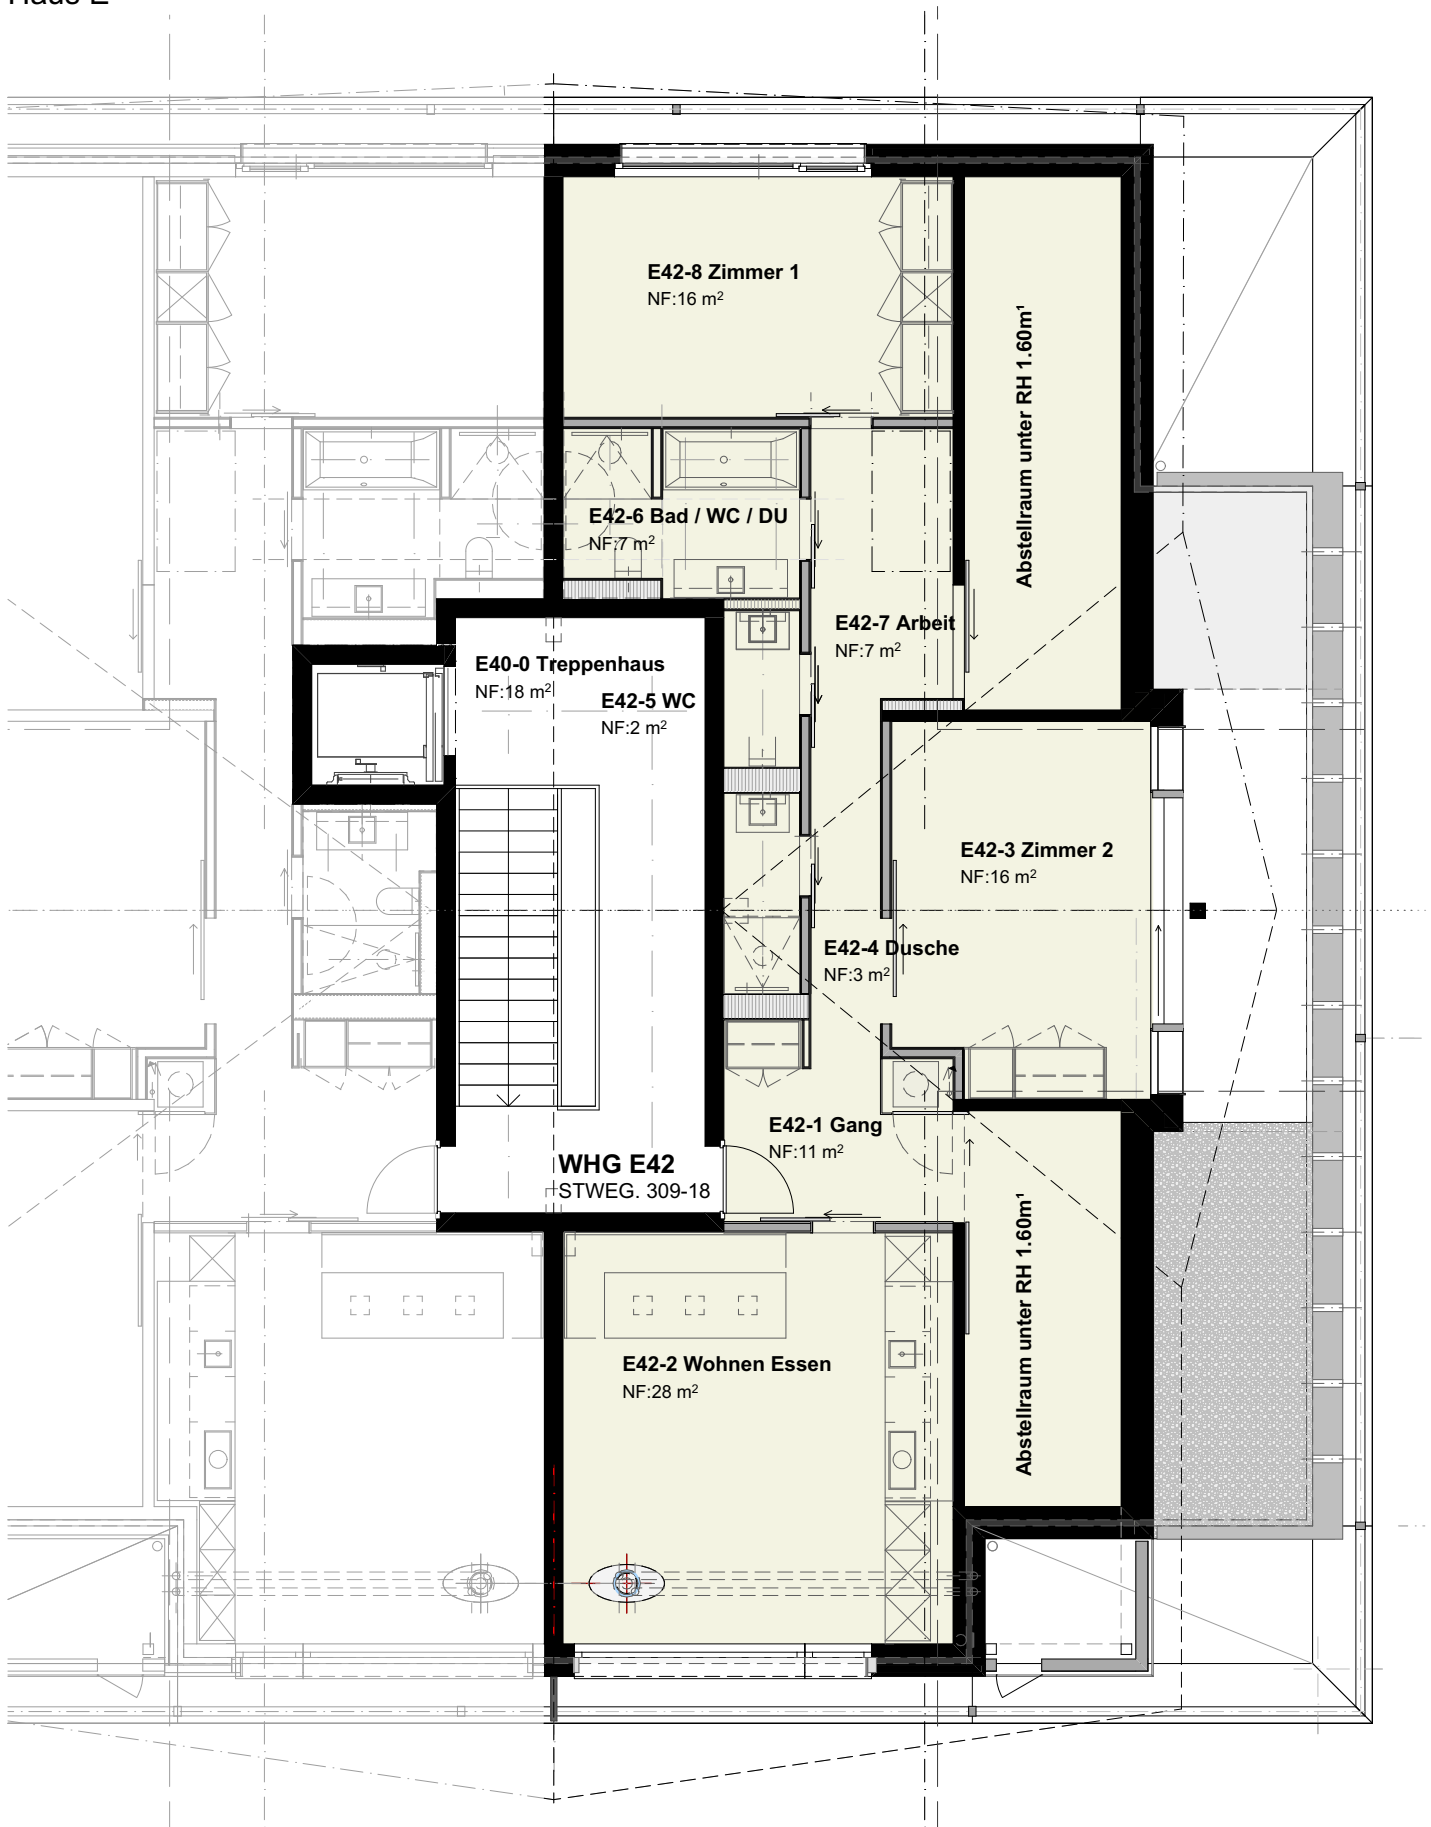 Haus E
E42-8 Zimmer 1
NF:16 m²
Abstellraum unter RH 1.60m¹
E42-6 Bad / WC / DU
NF:7 m²
E42-7 Arbeit
NF:7 m²
E40-0 Treppenhaus
NF:18 m²
E42-5 WC
NF:2 m²
E42-3 Zimmer 2
NF:16 m²
E42-4 Dusche
NF:3 m²
E42-1 Gang
NF:11 m²
WHG E42
STWEG. 309-18
Abstellraum unter RH 1.60m¹
E42-2 Wohnen Essen
NF:28 m²